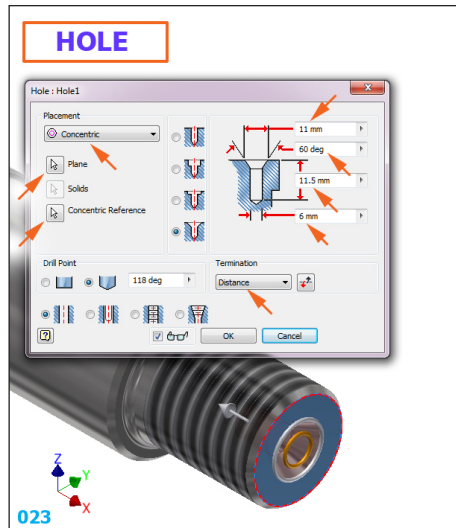 HOLE
Hole : Hole1
Placement
Concentric
Plane
Solids
Concentric Reference
11 mm
60 deg
11.5 mm
6 mm
Drill Point
118 deg
Termination
Distance
OK
Cancel
Z
Y
X
023